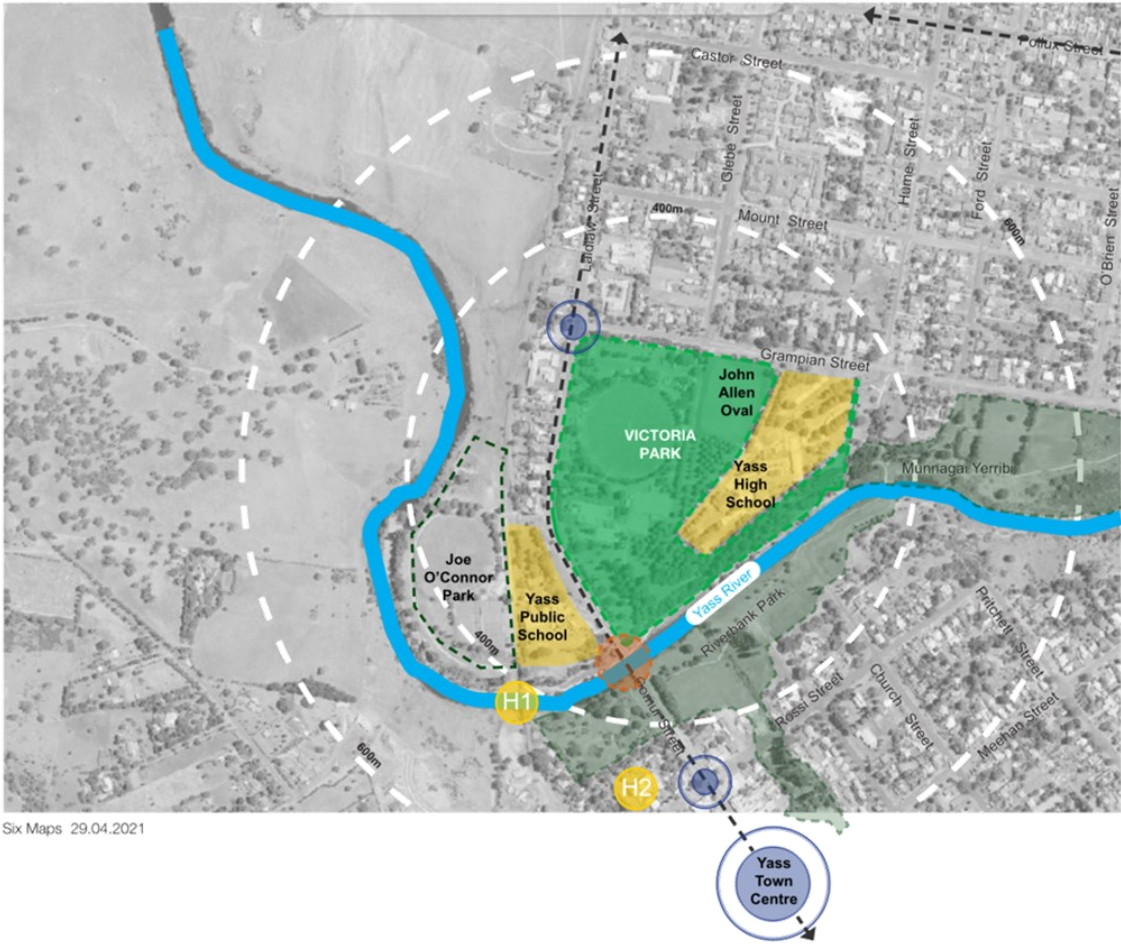 Pollux Street
Castor Street
Glebe Street
Hume Street
Ford Street
O'Brien Street
Laidlaw Street
400m
Mount Street
600m
Grampian Street
John
Allen
Oval
VICTORIA
PARK
Yass
High
School
Munnagai Yerribi
Joe
O'Connor
Park
Yass
Public
School
Yass River
Riverbank Park
400m
Pritchett Street
Church Street
Rossi Street
Meehan Street
Comur Street
H1
600m
H2
Six Maps 29.04.2021
Yass
Town
Centre